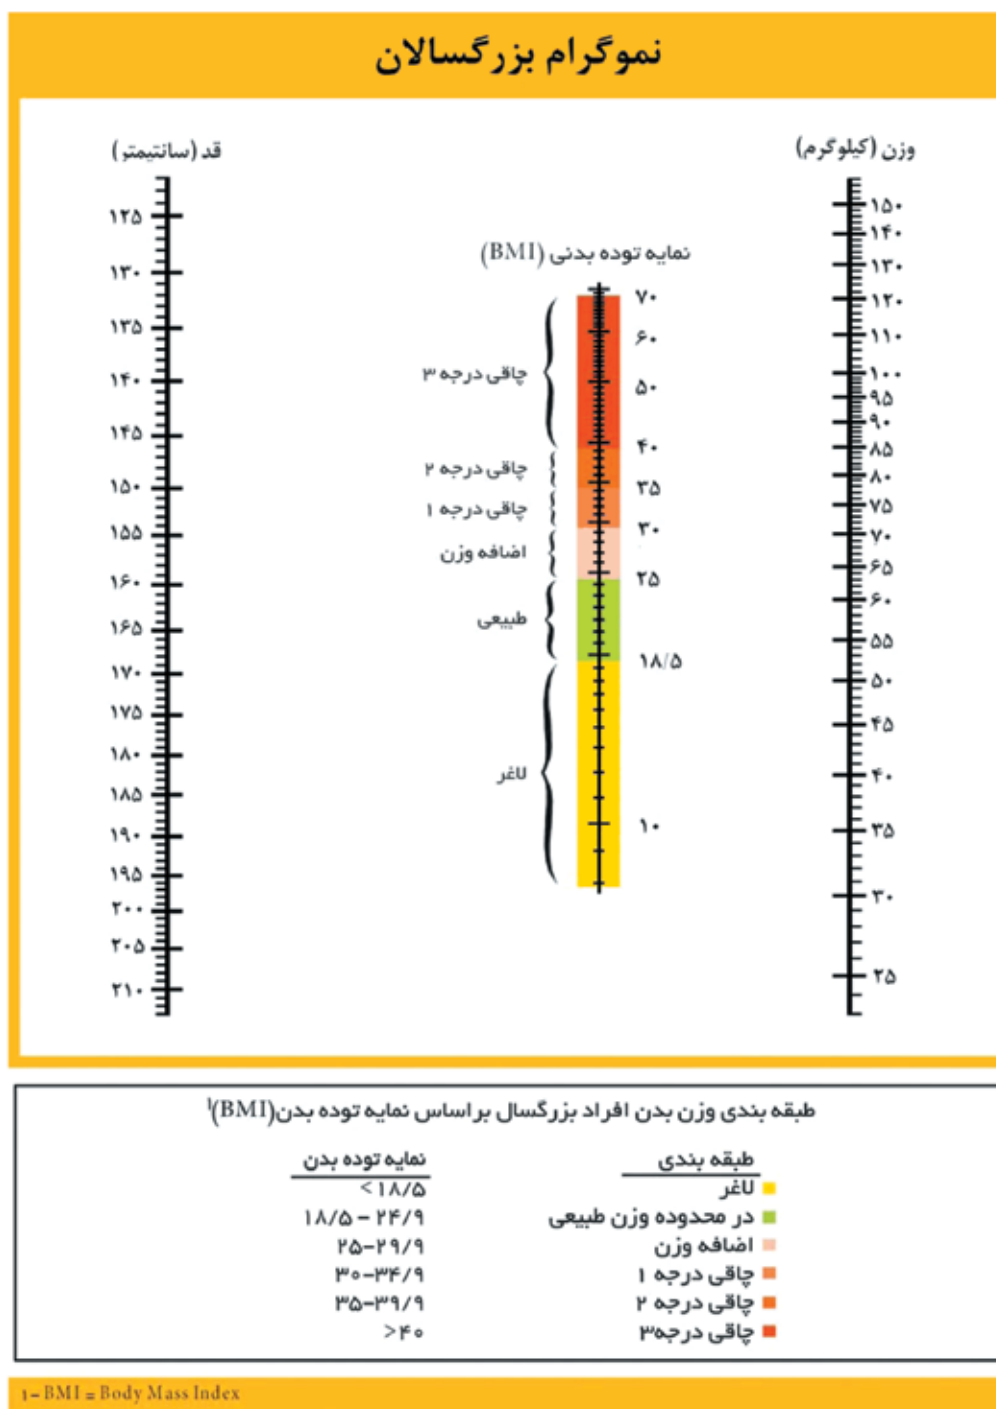 نموگرام بزرگسالان
وزن (کیلوگرم)
۱۵۰
۱۴۰
۱۳۰
۱۲۰
۱۱۰
۱۰۰
۹۵
۹۰
۸۵
۸۰
۷۵
۷۰
۶۵
۶۰
۵۵
۵۰
۴۵
۴۰
۳۵
۳۰
۲۵
نمایه توده بدنی (BMI)
۷۰
۶۰
۵۰
۴۰
۳۵
۳۰
۲۵
۱۸/۵
۱۰
چاقی درجه ۳
چاقی درجه ۲
چاقی درجه ۱
اضافه وزن
طبیعی
لاغر
قد (سانتیمتر)
۱۲۵
۱۳۰
۱۳۵
۱۴۰
۱۴۵
۱۵۰
۱۵۵
۱۶۰
۱۶۵
۱۷۰
۱۷۵
۱۸۰
۱۸۵
۱۹۰
۱۹۵
۲۰۰
۲۰۵
۲۱۰
طبقه بندی وزن بدن افراد بزرگسال بر اساس نمایه توده بدن(BMI)۱
طبقه بندی نمایه توده بدن
لاغر <۱۸/۵
در محدوده وزن طبیعی ۱۸/۵ - ۲۴/۹
اضافه وزن ۲۵-۲۹/۹
چاقی درجه ۱ ۳۰-۳۴/۹
چاقی درجه ۲ ۳۵-۳۹/۹
چاقی درجه۳ >۴۰
۱- BMI = Body Mass Index